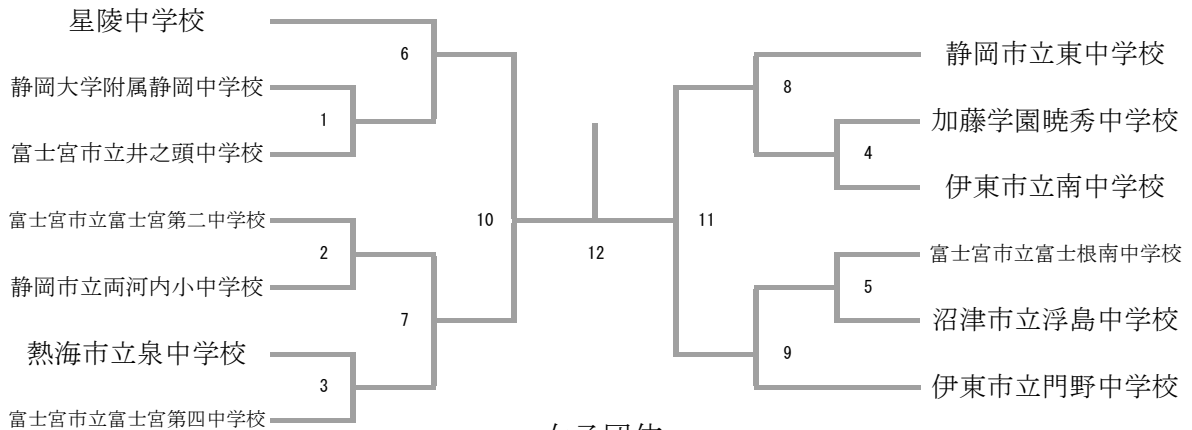 星陵中学校
静岡大学附属静岡中学校
富士宮市立井之頭中学校
富士宮市立富士宮第二中学校
静岡市立両河内小中学校
熱海市立泉中学校
富士宮市立富士宮第四中学校
6
1
2
7
3
10
12
11
8
4
5
9
静岡市立東中学校
加藤学園暁秀中学校
伊東市立南中学校
富士宮市立富士根南中学校
沼津市立浮島中学校
伊東市立門野中学校